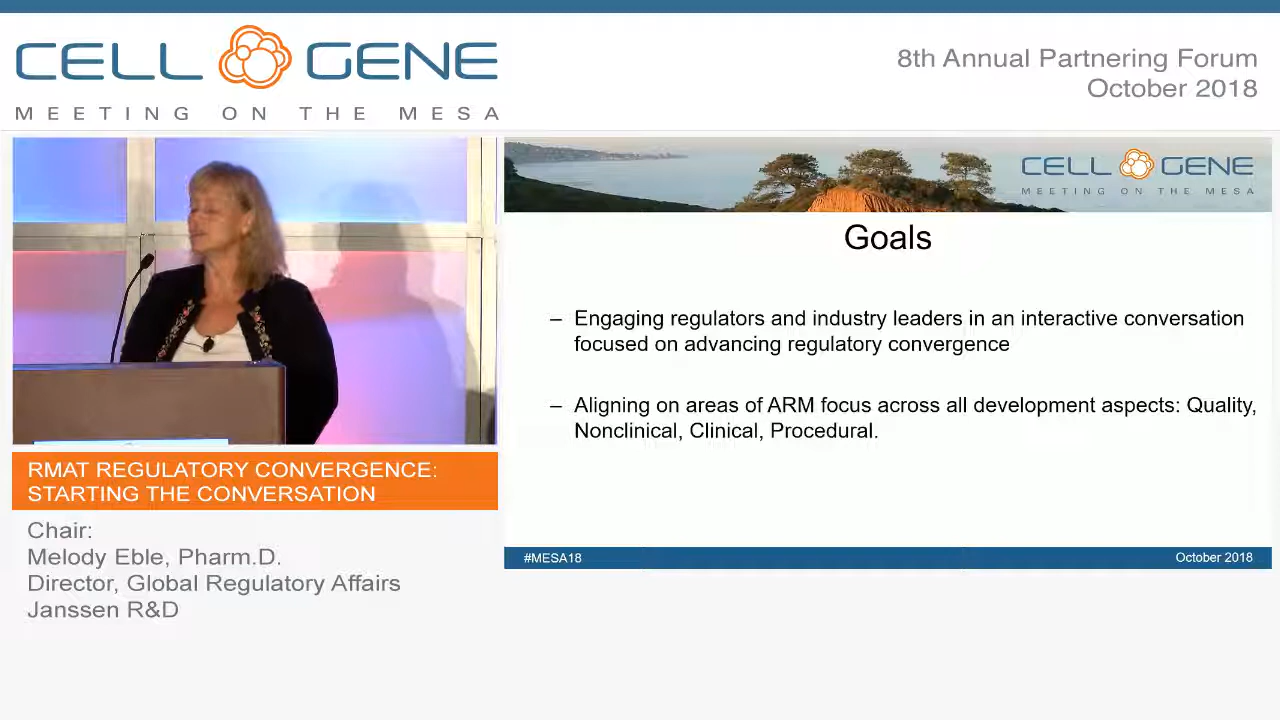 CELL GENE
MEETING ON THE MESA
8th Annual Partnering Forum
October 2018
CELL GENE
MEETING ON THE MESA
Goals
– Engaging regulators and industry leaders in an interactive conversation
focused on advancing regulatory convergence
– Aligning on areas of ARM focus across all development aspects: Quality,
Nonclinical, Clinical, Procedural.
#MESA18
October 2018
RMAT REGULATORY CONVERGENCE:
STARTING THE CONVERSATION
Chair:
Melody Eble, Pharm.D.
Director, Global Regulatory Affairs
Janssen R&D